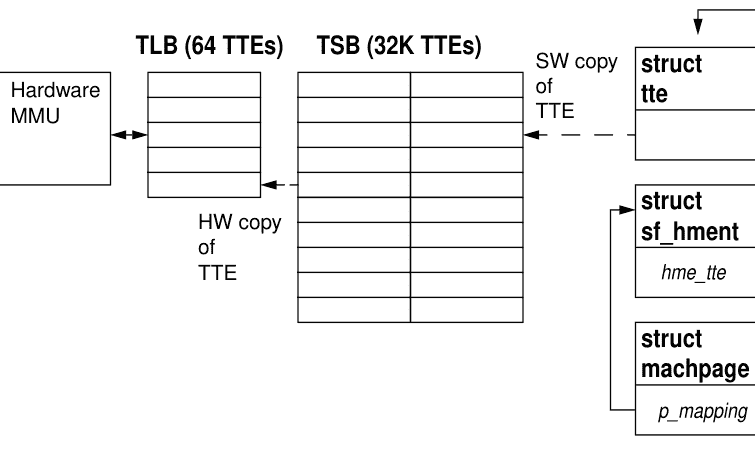 TLB (64 TTEs)
TSB (32K TTEs)
Hardware
MMU
SW copy
of
TTE
HW copy
of
TTE
struct
tte
struct
sf_hment
hme_tte
struct
machpage
p_mapping